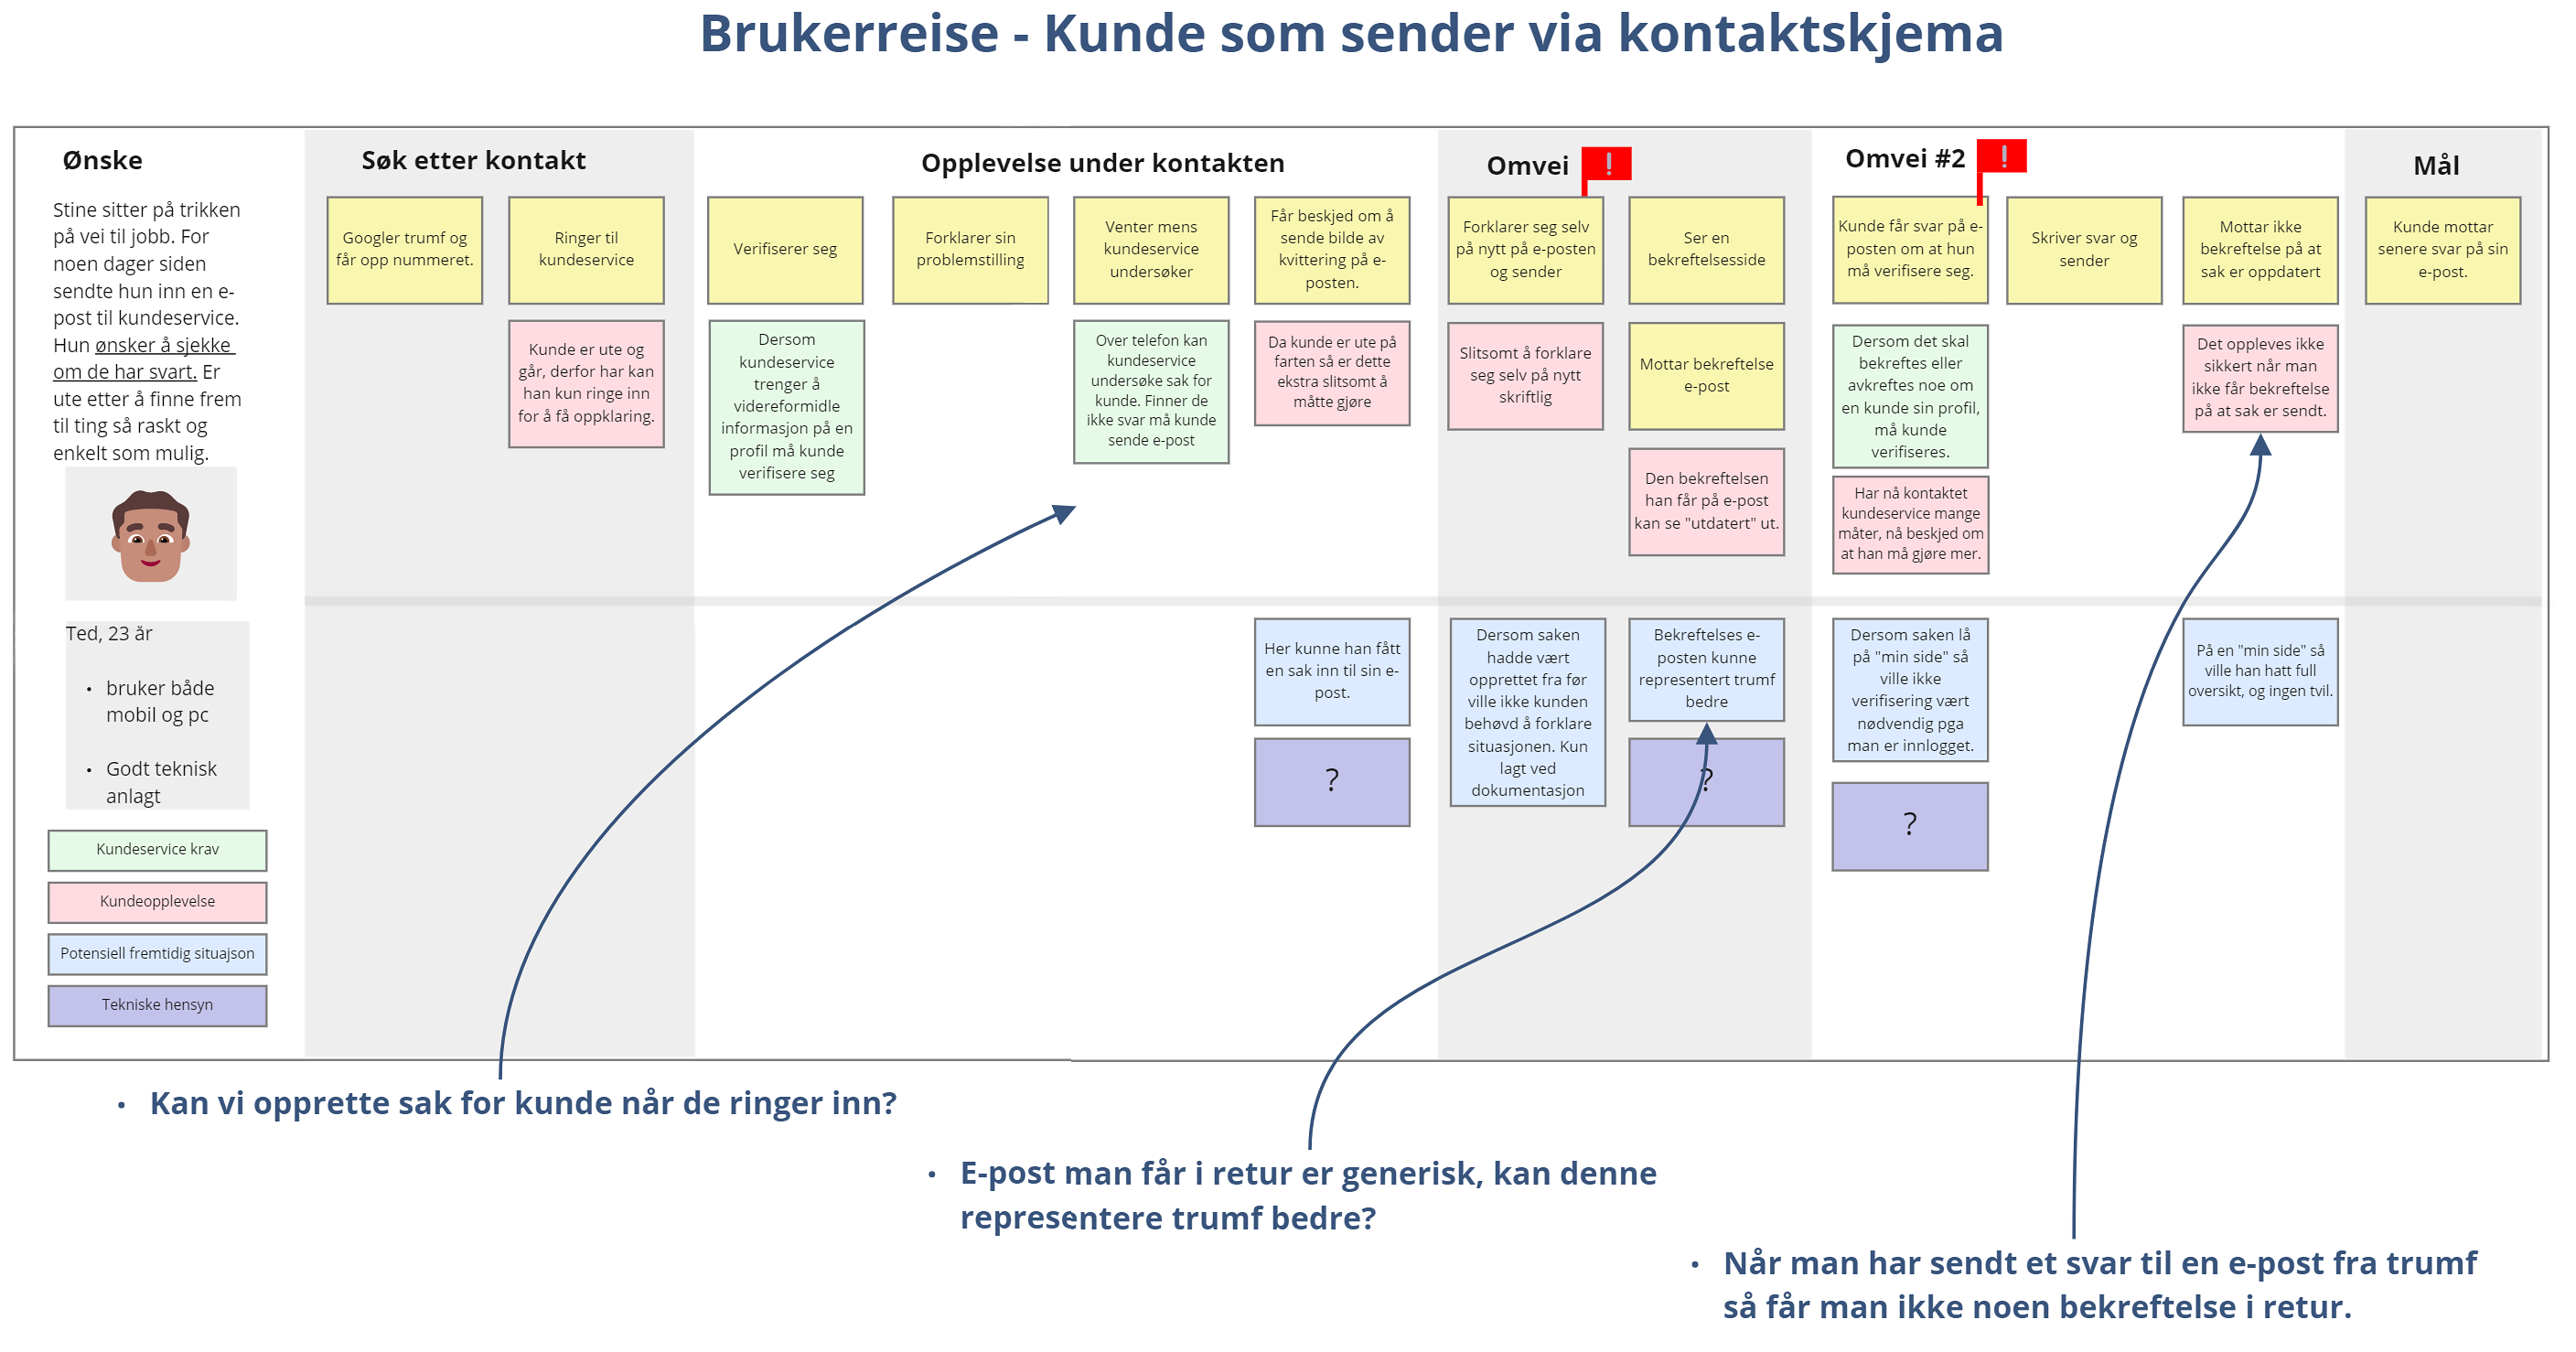 Brukerreise - Kunde som sender via kontaktskjema
Ønske
Stine sitter på trikken
på vei til jobb. For
noen dager siden
sendte hun inn en e-
post til kundeservice.
Hun ønsker å sjekke
om de har svart. Er
ute etter å finne frem
til ting så raskt og
enkelt som mulig.
Ted, 23 år
• bruker både
mobil og pc
• Godt teknisk
anlagt
Kundeservice krav
Kundeopplevelse
Potensiell fremtidig situajson
Tekniske hensyn
Søk etter kontakt
Googler trumf og
får opp nummeret.
Ringer til
kundeservice
Kunde er ute og
går, derfor har kan
han kun ringe inn
for å få oppklaring.
Opplevelse under kontakten
Verifiserer seg
Dersom
kundeservice
trenger å
videreformidle
informasjon på en
profil må kunde
verifisere seg
Forklarer sin
problemstilling
Venter mens
kundeservice
undersøker
Over telefon kan
kundeservice
undersøke sak for
kunde. Finner de
ikke svar må kunde
sende e-post
Får beskjed om å
sende bilde av
kvittering på e-
posten.
Da kunde er ute på
farten så er dette
ekstra slitsomt å
måtte gjøre
Her kunne han fått
en sak inn til sin e-
post.
?
Omvei
!
Forklarer seg selv
på nytt på e-posten
og sender
Slitsomt å forklare
seg selv på nytt
skriftlig
Dersom saken
hadde vært
opprettet fra før
ville ikke kunden
behøvd å forklare
situasjonen. Kun
lagt ved
dokumentasjon
Ser en
bekreftelsesside
Mottar bekreftelse
e-post
Den bekreftelsen
han får på e-post
kan se "utdatert" ut.
Bekreftelses e-
posten kunne
representert trumf
bedre
?
Omvei #2
!
Kunde får svar på e-
posten om at hun
må verifisere seg.
Dersom det skal
bekreftes eller
avkreftes noe om
en kunde sin profil,
må kunde
verifiseres.
Har nå kontaktet
kundeservice mange
måter, nå beskjed om
at han må gjøre mer.
Dersom saken lå
på "min side" så
ville ikke
verifisering vært
nødvendig pga
man er innlogget.
?
Skriver svar og
sender
Mottar ikke
bekreftelse på at
sak er oppdatert
Det oppleves ikke
sikkert når man
ikke får bekreftelse
på at sak er sendt.
På en "min side" så
ville han hatt full
oversikt, og ingen tvil.
Mål
Kunde mottar
senere svar på sin
e-post.
• Kan vi opprette sak for kunde når de ringer inn?
• E-post man får i retur er generisk, kan denne
representere trumf bedre?
• Når man har sendt et svar til en e-post fra trumf
så får man ikke noen bekreftelse i retur.